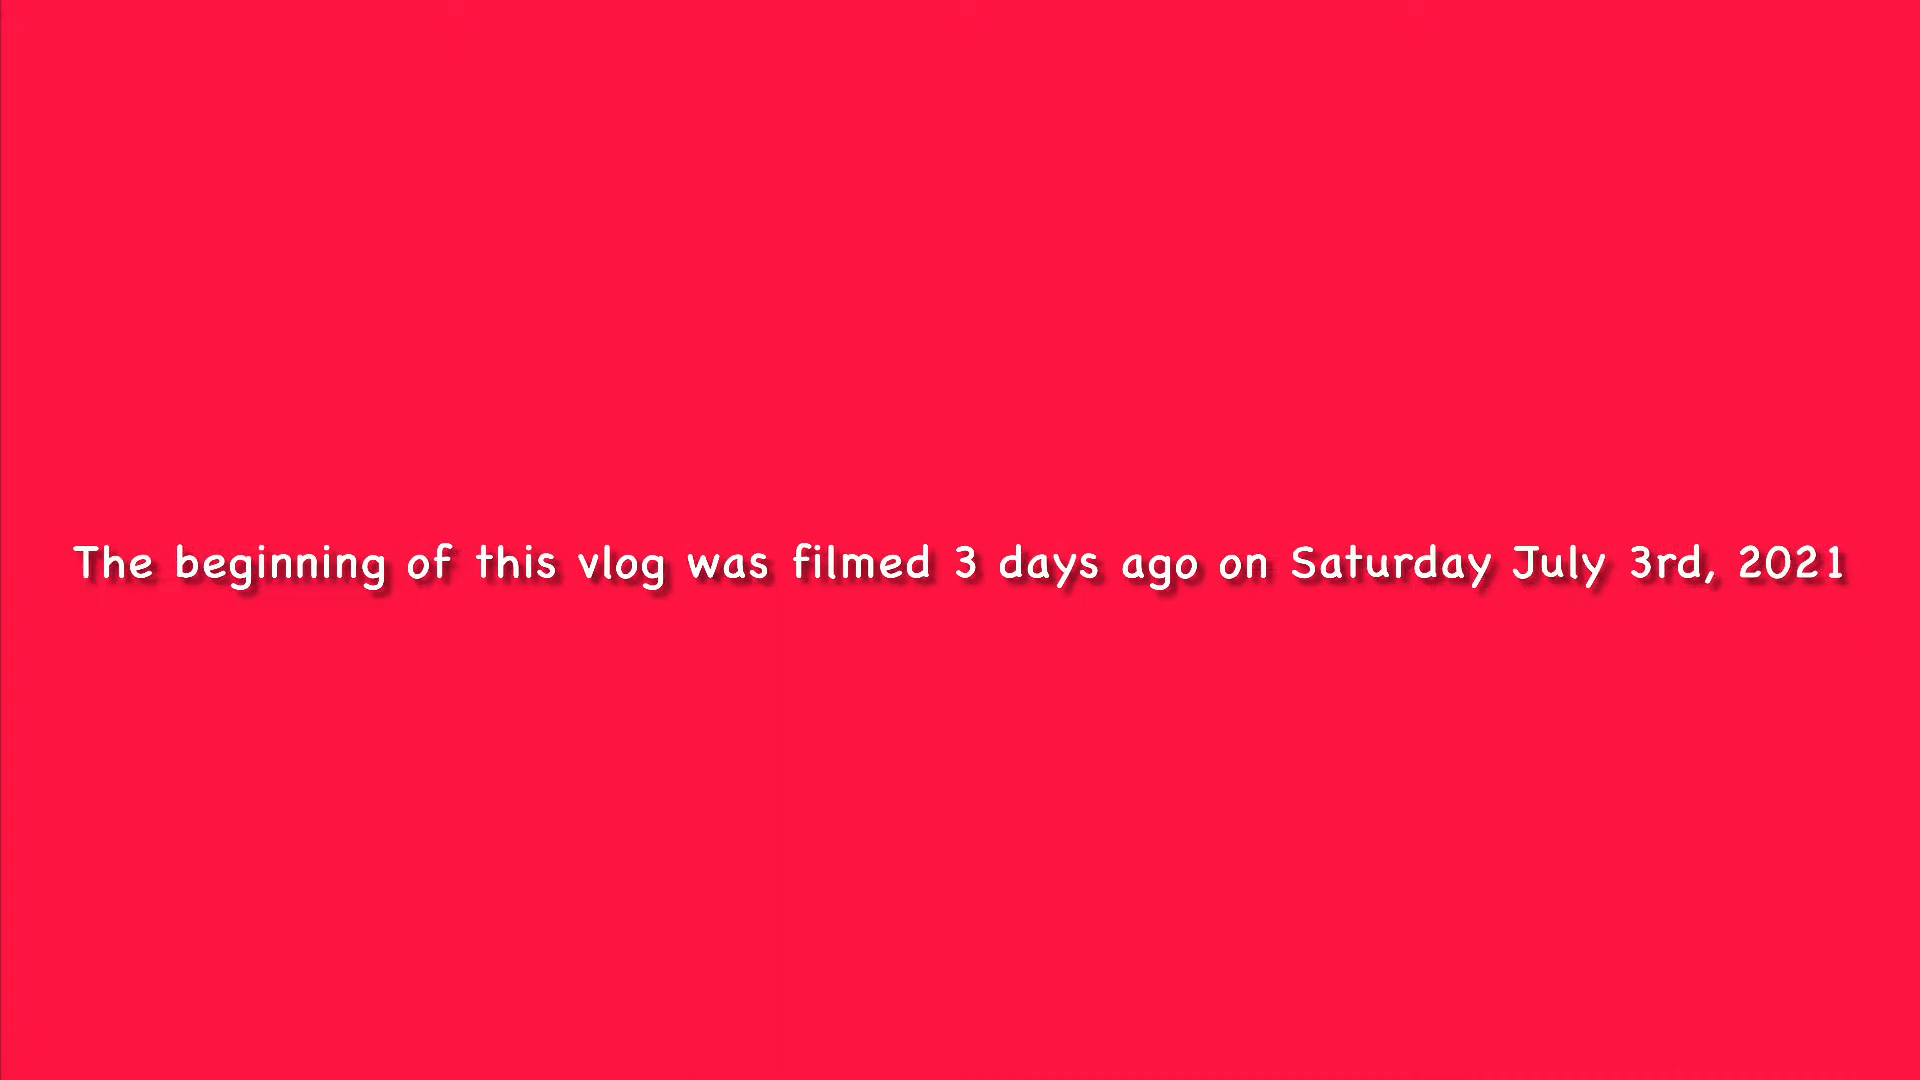 The beginning of this vlog was filmed 3 days ago on Saturday July 3rd, 2021